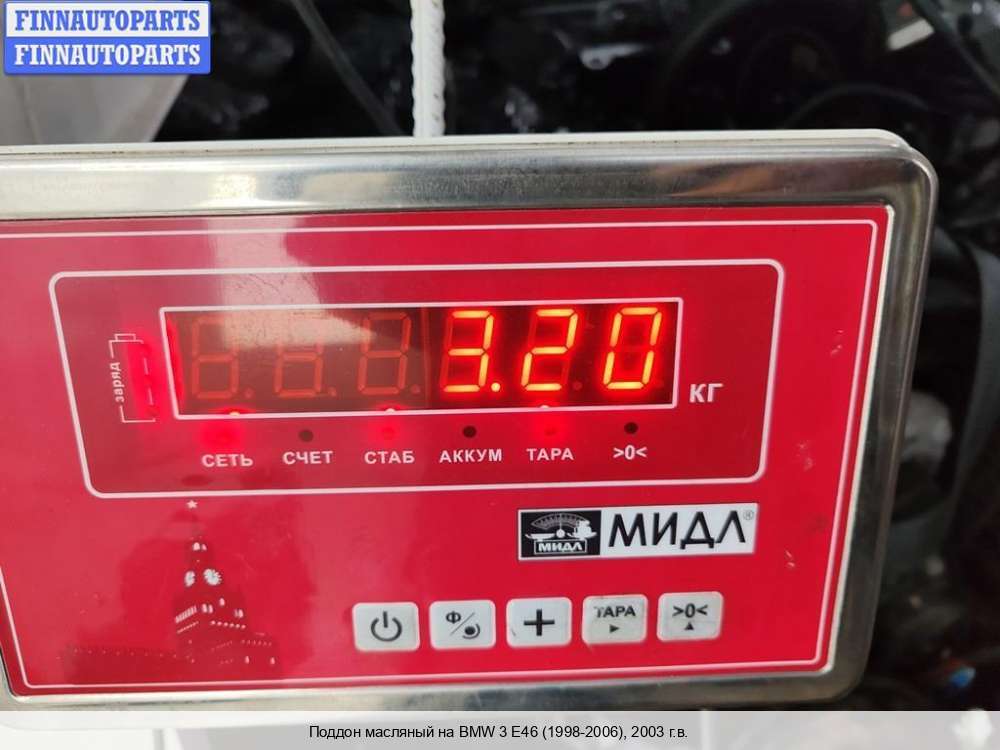 FINNAUTOPARTS
FINNAUTOPARTS
заряд
3.20
КГ
СЕТЬ СЧЕТ СТАБ АККУМ ТАРА >0<
МИДЛ МИДЛ®
Ф ТАРА >0<
Поддон масляный на BMW 3 E46 (1998-2006), 2003 г.в.